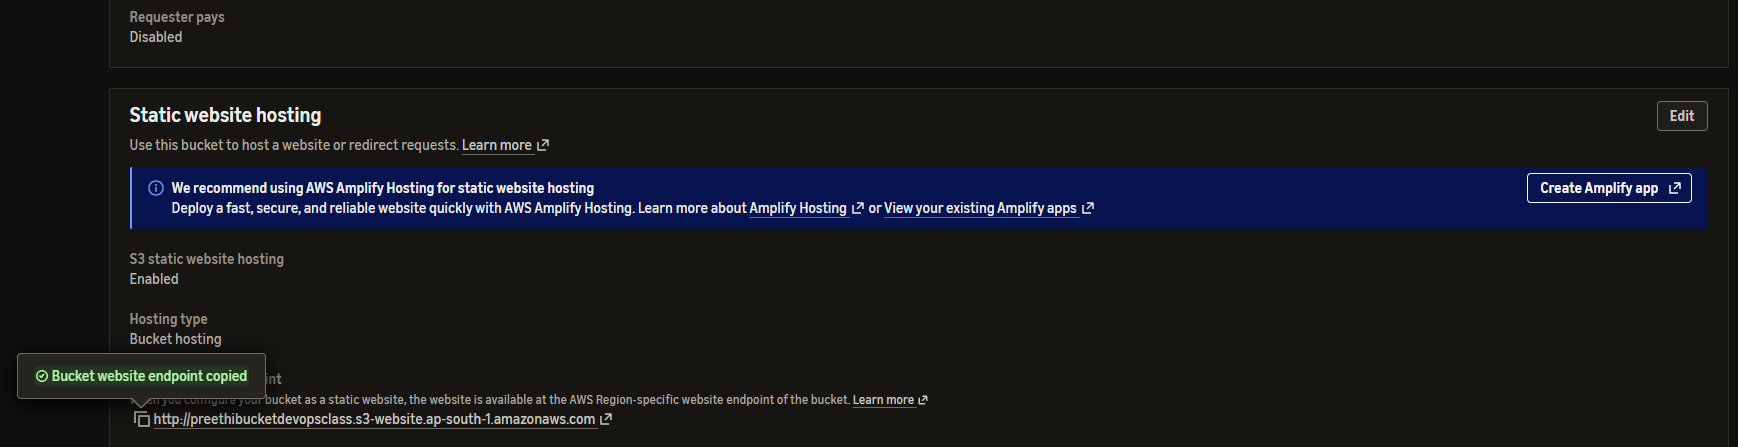 Requester pays
Disabled
Static website hosting
Edit
Use this bucket to host a website or redirect requests. Learn more
We recommend using AWS Amplify Hosting for static website hosting
Create Amplify app
Deploy a fast, secure, and reliable website quickly with AWS Amplify Hosting. Learn more about Amplify Hosting or View your existing Amplify apps
S3 static website hosting
Enabled
Hosting type
Bucket hosting
Bucket website endpoint copied
you configure your bucket as a static website, the website is available at the AWS Region-specific website endpoint of the bucket. Learn more
http://preethibucketdevopsclass.s3-website.ap-south-1.amazonaws.com